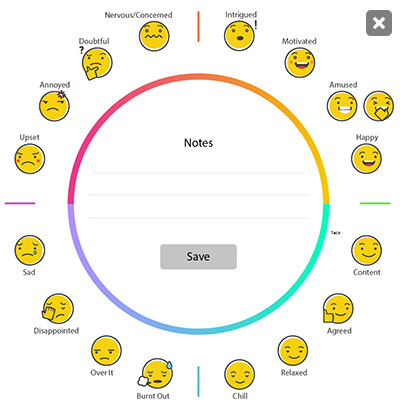 Nervous/Concerned
Intrigued
!
Doubtful
?
Motivated
Annoyed
Amused
Upset
Notes
Happy
Save
Sad
Content
Disappointed
Agreed
Over It
Relaxed
Burnt Out
Chill